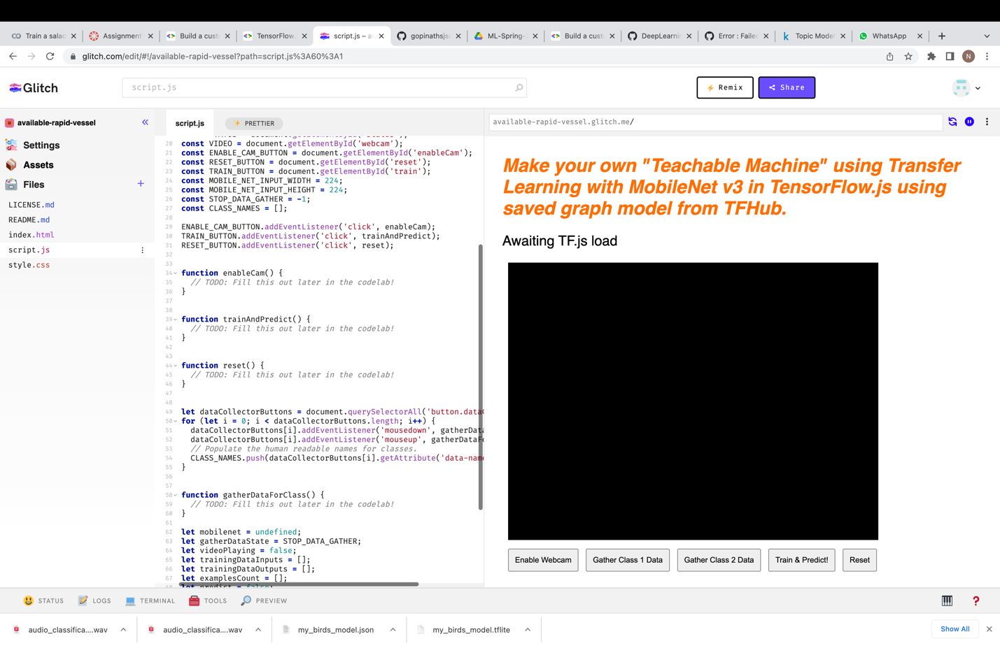 Train a salad
Assignment
Build a custo
TensorFlow.
script.js – av
gopinathsjsu
ML-Spring-2
Build a custo
DeepLearnin
Error : Failed
Topic Model
WhatsApp
glitch.com/edit/#!/available-rapid-vessel?path=script.js%3A60%3A1
N
Glitch
script.js
Remix
Share
available-rapid-vessel
Settings
Assets
Files
LICENSE.md
README.md
index.html
script.js
style.css
script.js
PRETTIER
20 const VIDEO = document.getElementById('webcam');
21 const ENABLE_CAM_BUTTON = document.getElementById('enableCam');
22 const RESET_BUTTON = document.getElementById('reset');
23 const TRAIN_BUTTON = document.getElementById('train');
24 const MOBILE_NET_INPUT_WIDTH = 224;
25 const MOBILE_NET_INPUT_HEIGHT = 224;
26 const STOP_DATA_GATHER = -1;
27 const CLASS_NAMES = [];
28
29 ENABLE_CAM_BUTTON.addEventListener('click', enableCam);
30 TRAIN_BUTTON.addEventListener('click', trainAndPredict);
31 RESET_BUTTON.addEventListener('click', reset);
32
33
34 function enableCam() {
35 // TODO: Fill this out later in the codelab!
36 }
37
38
39 function trainAndPredict() {
40 // TODO: Fill this out later in the codelab!
41 }
42
43
44 function reset() {
45 // TODO: Fill this out later in the codelab!
46 }
47
48
49 let dataCollectorButtons = document.querySelectorAll('button.dataC
50 for (let i = 0; i < dataCollectorButtons.length; i++) {
51 dataCollectorButtons[i].addEventListener('mousedown', gatherData
52 dataCollectorButtons[i].addEventListener('mouseup', gatherDataFo
53 // Populate the human readable names for classes.
54 CLASS_NAMES.push(dataCollectorButtons[i].getAttribute('data-name
55 }
56
57
58 function gatherDataForClass() {
59 // TODO: Fill this out later in the codelab!
60 }
61
62 let mobilenet = undefined;
63 let gatherDataState = STOP_DATA_GATHER;
64 let videoPlaying = false;
65 let trainingDataInputs = [];
66 let trainingDataOutputs = [];
67 let examplesCount = [];
68 let predict = false;
available-rapid-vessel.glitch.me/
Make your own "Teachable Machine" using Transfer
Learning with MobileNet v3 in TensorFlow.js using
saved graph model from TFHub.
Awaiting TF.js load
Enable Webcam
Gather Class 1 Data
Gather Class 2 Data
Train & Predict!
Reset
STATUS
LOGS
TERMINAL
TOOLS
PREVIEW
?
audio_classifica....wav
audio_classifica....wav
my_birds_model.json
my_birds_model.tflite
Show All